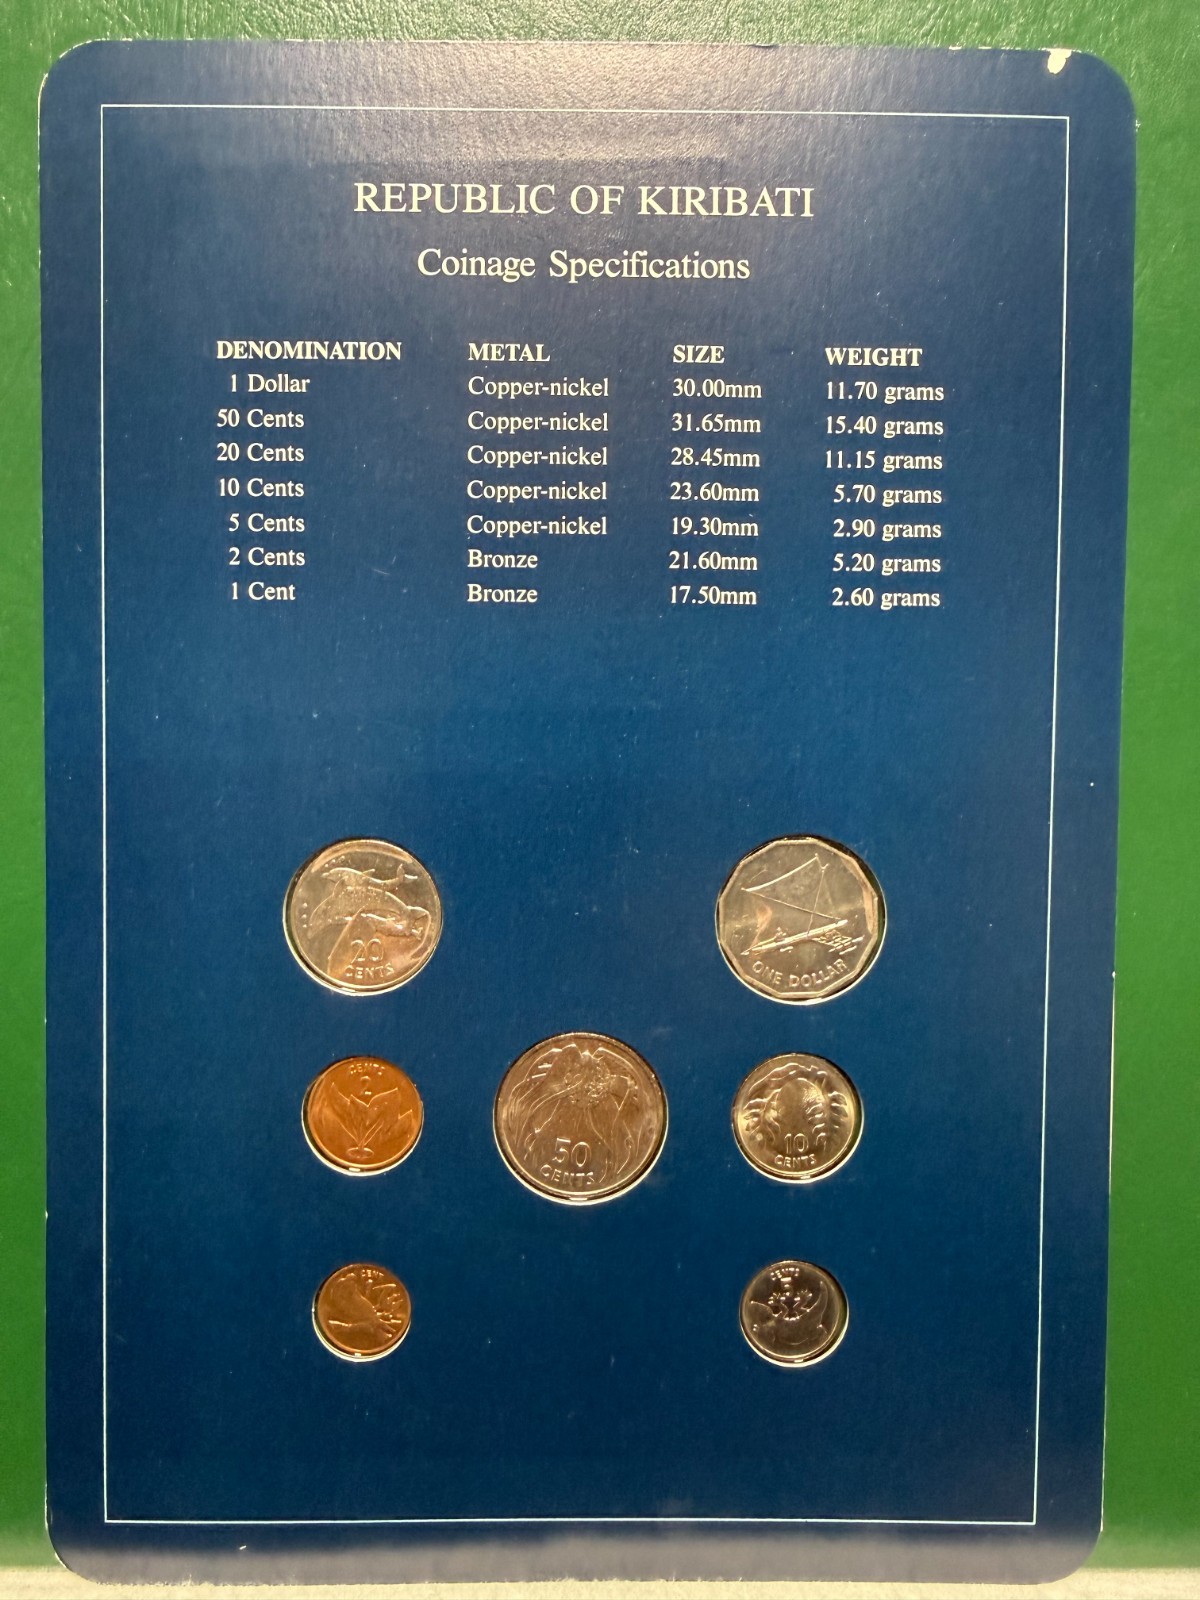 REPUBLIC OF KIRIBATI
Coinage Specifications
DENOMINATION METAL SIZE WEIGHT
1 Dollar Copper-nickel 30.00mm 11.70 grams
50 Cents Copper-nickel 31.65mm 15.40 grams
20 Cents Copper-nickel 28.45mm 11.15 grams
10 Cents Copper-nickel 23.60mm 5.70 grams
5 Cents Copper-nickel 19.30mm 2.90 grams
2 Cents Bronze 21.60mm 5.20 grams
1 Cent Bronze 17.50mm 2.60 grams
20
CENTS
ONE DOLLAR
CENTS
2
50
CENTS
10
CENTS
CENT
CENTS
5